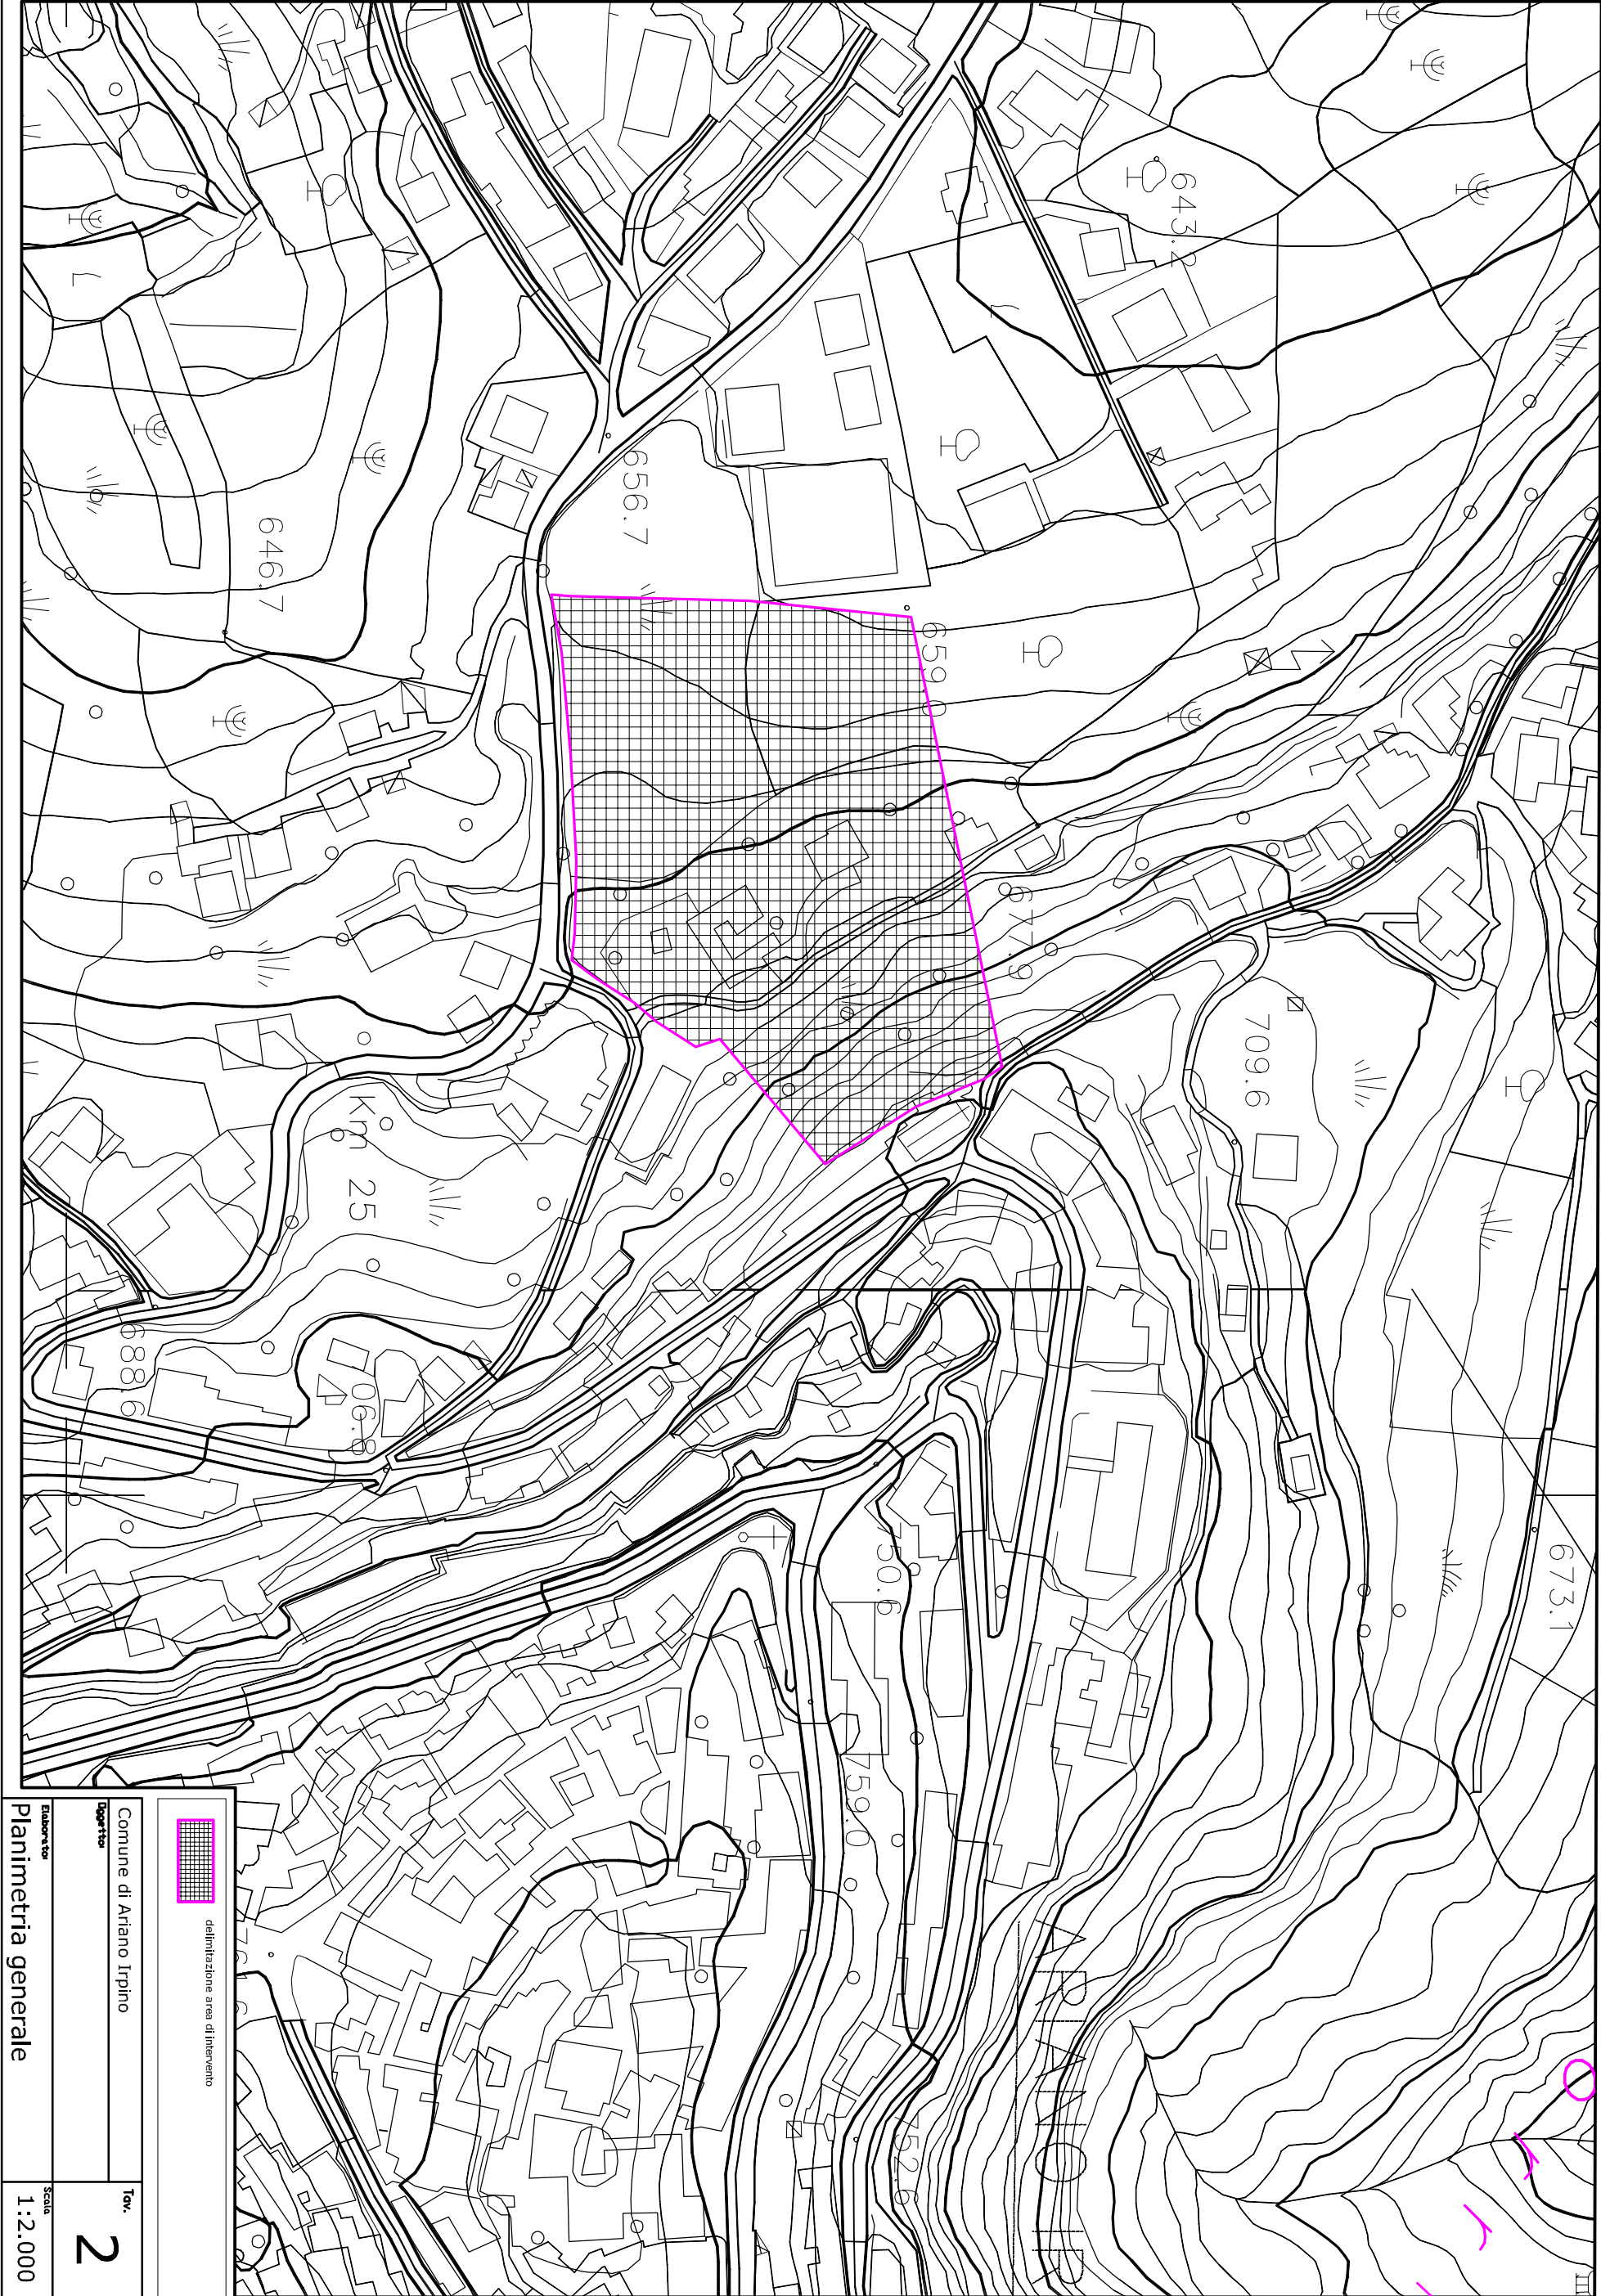 643.2
656.7
646.7
659.0
677.9
709.6
Km 25
688.6
706.8
750.6
673.1
759.0
752.6
ARIANO
delimitazione area di intervento
Comune di Ariano Irpino
Oggetto:
Elaborato:
Planimetria generale
Tav.
2
Scala
1:2.000